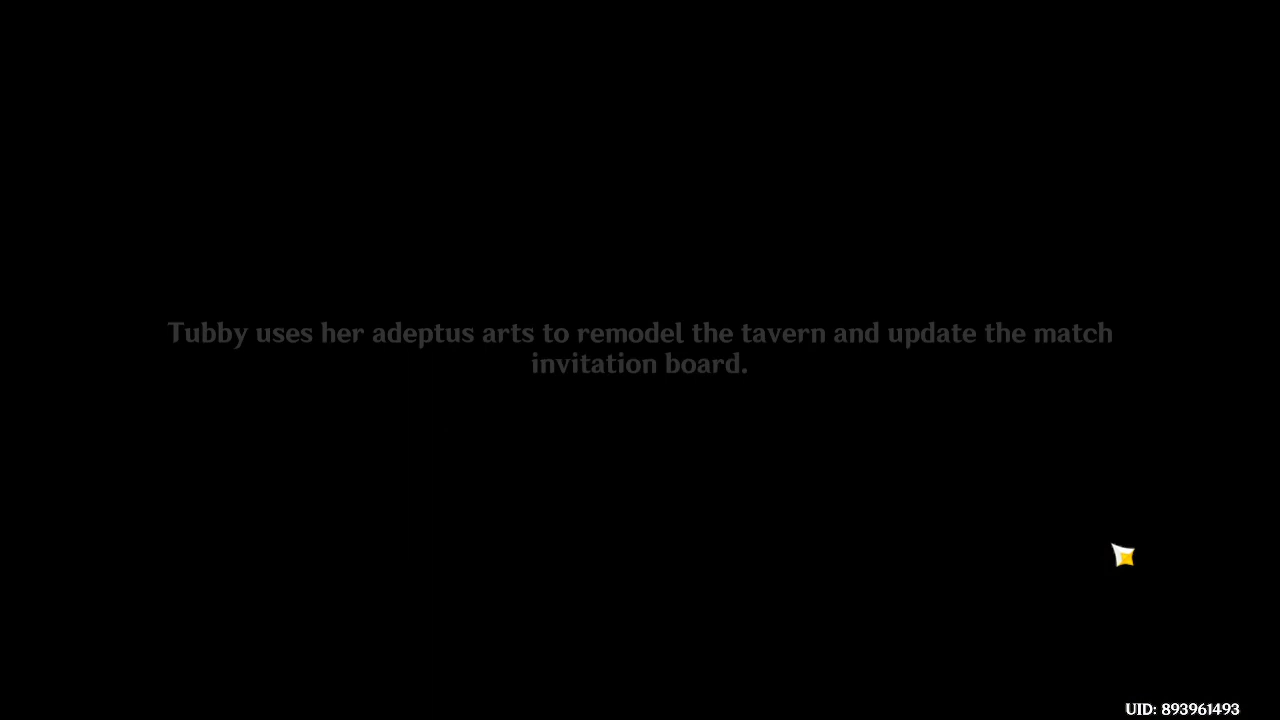 Tubby uses her adeptus arts to remodel the tavern and update the match
invitation board.
UID: 893961493